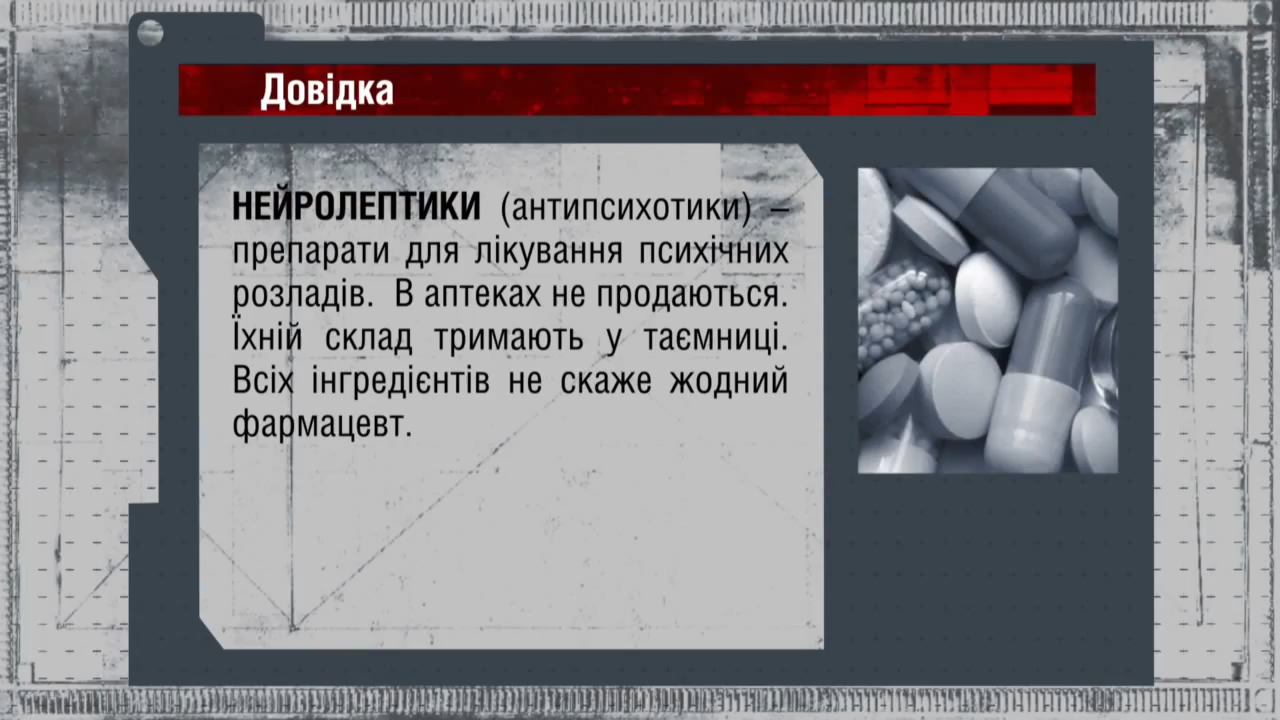 Довідка
НЕЙРОЛЕПТИКИ (антипсихотики) –
препарати для лікування психічних
розладів. В аптеках не продаються.
Їхній склад тримають у таємниці.
Всіх інгредієнтів не скаже жодний
фармацевт.